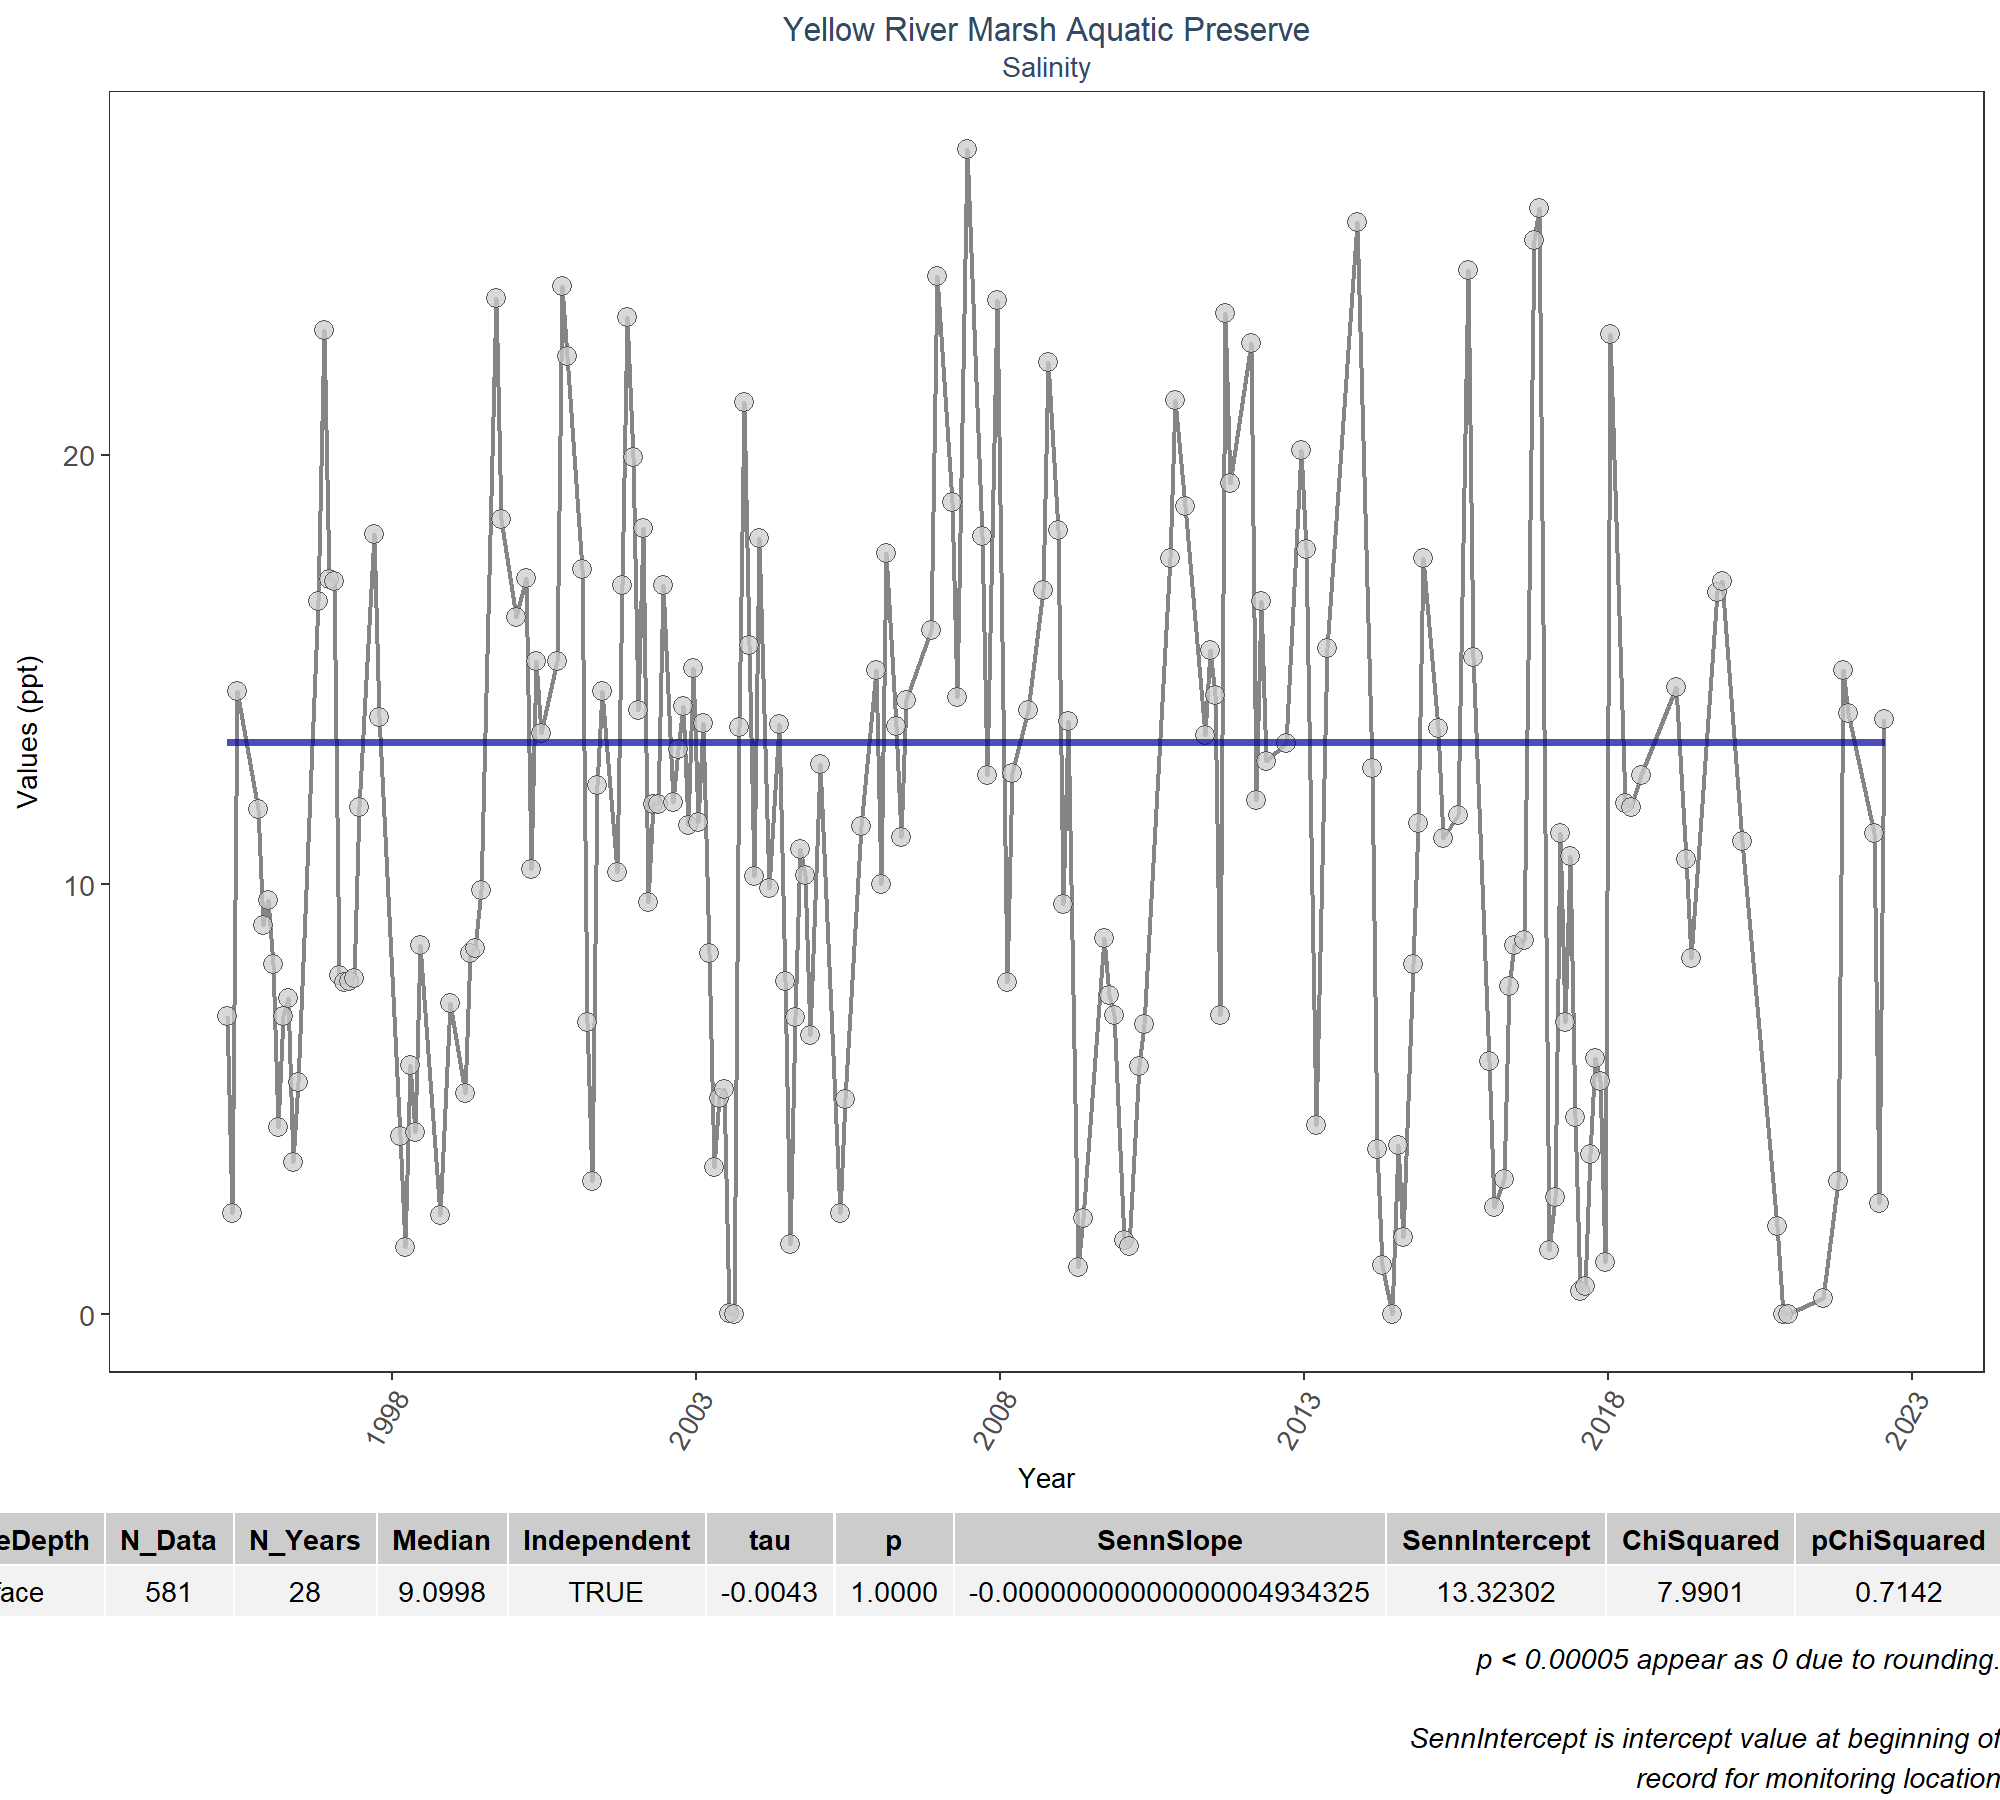 Yellow River Marsh Aquatic Preserve
Salinity
Values (ppt)
20
10
0
1998 2003 2008 2013 2018 2023
Year
eDepth N_Data N_Years Median Independent tau p SennSlope SennIntercept ChiSquared pChiSquared
face 581 28 9.0998 TRUE -0.0043 1.0000 -0.00000000000000004934325 13.32302 7.9901 0.7142
p < 0.00005 appear as 0 due to rounding.
SennIntercept is intercept value at beginning of
record for monitoring location